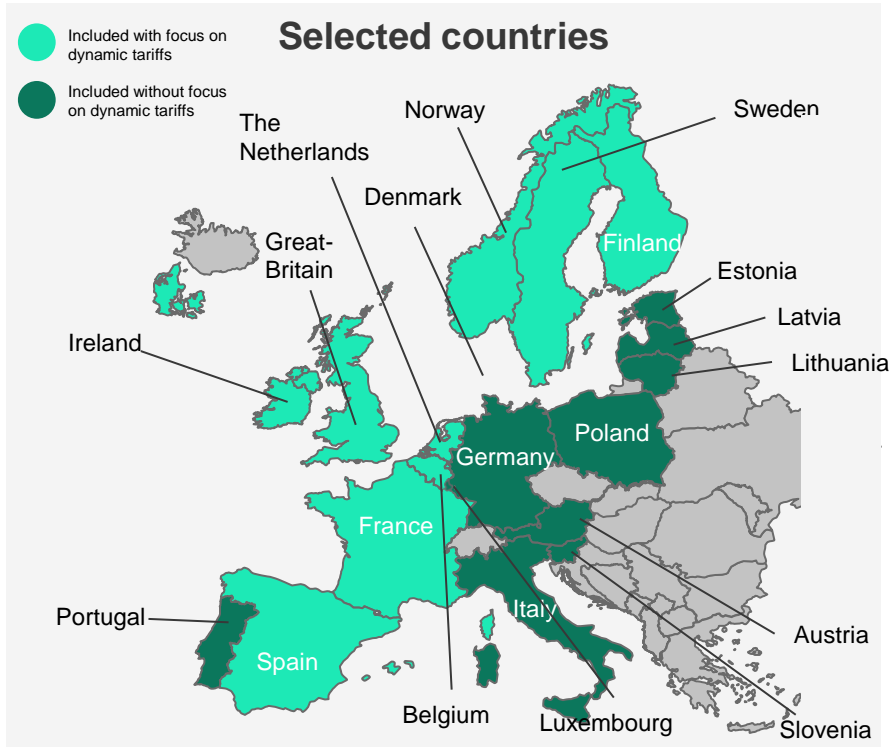 Selected countries
Included with focus on
dynamic tariffs
Included without focus
on dynamic tariffs
The
Netherlands
Norway
Sweden
Denmark
Great-
Britain
Finland
Estonia
Latvia
Lithuania
Ireland
Poland
Germany
France
Portugal
Spain
Itaiy
Austria
Belgium
Luxembourg
Slovenia